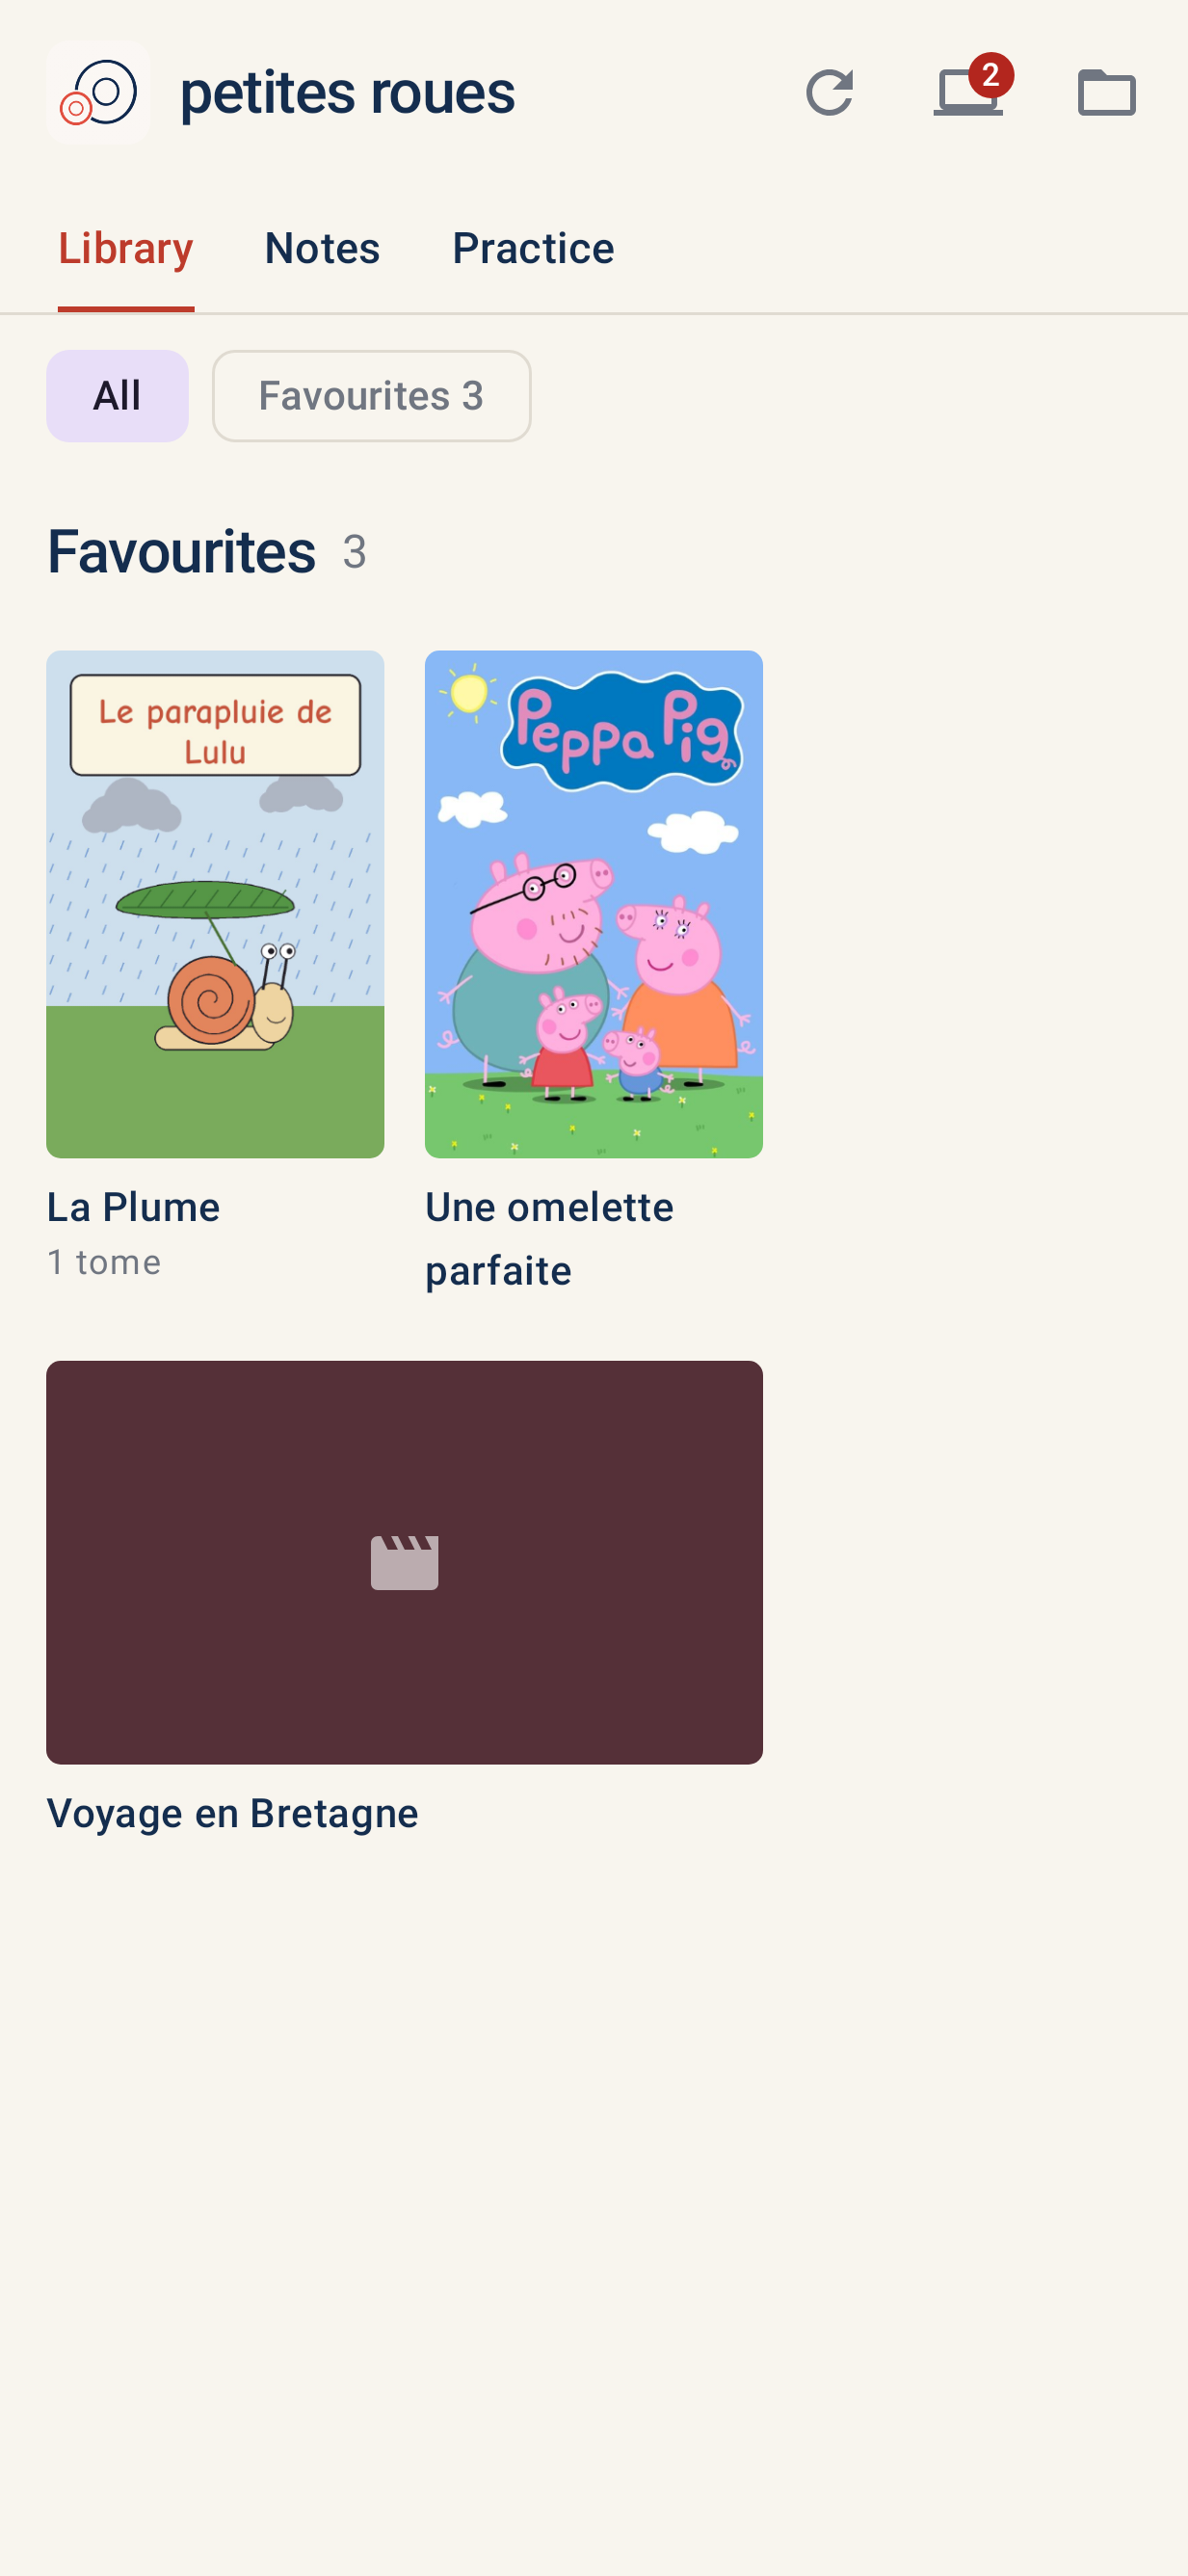 petites roues
2
Library
Notes
Practice
All
Favourites 3
Favourites 3
Le parapluie de
Lulu
Peppa Pig
La Plume
1 tome
Une omelette
parfaite
Voyage en Bretagne